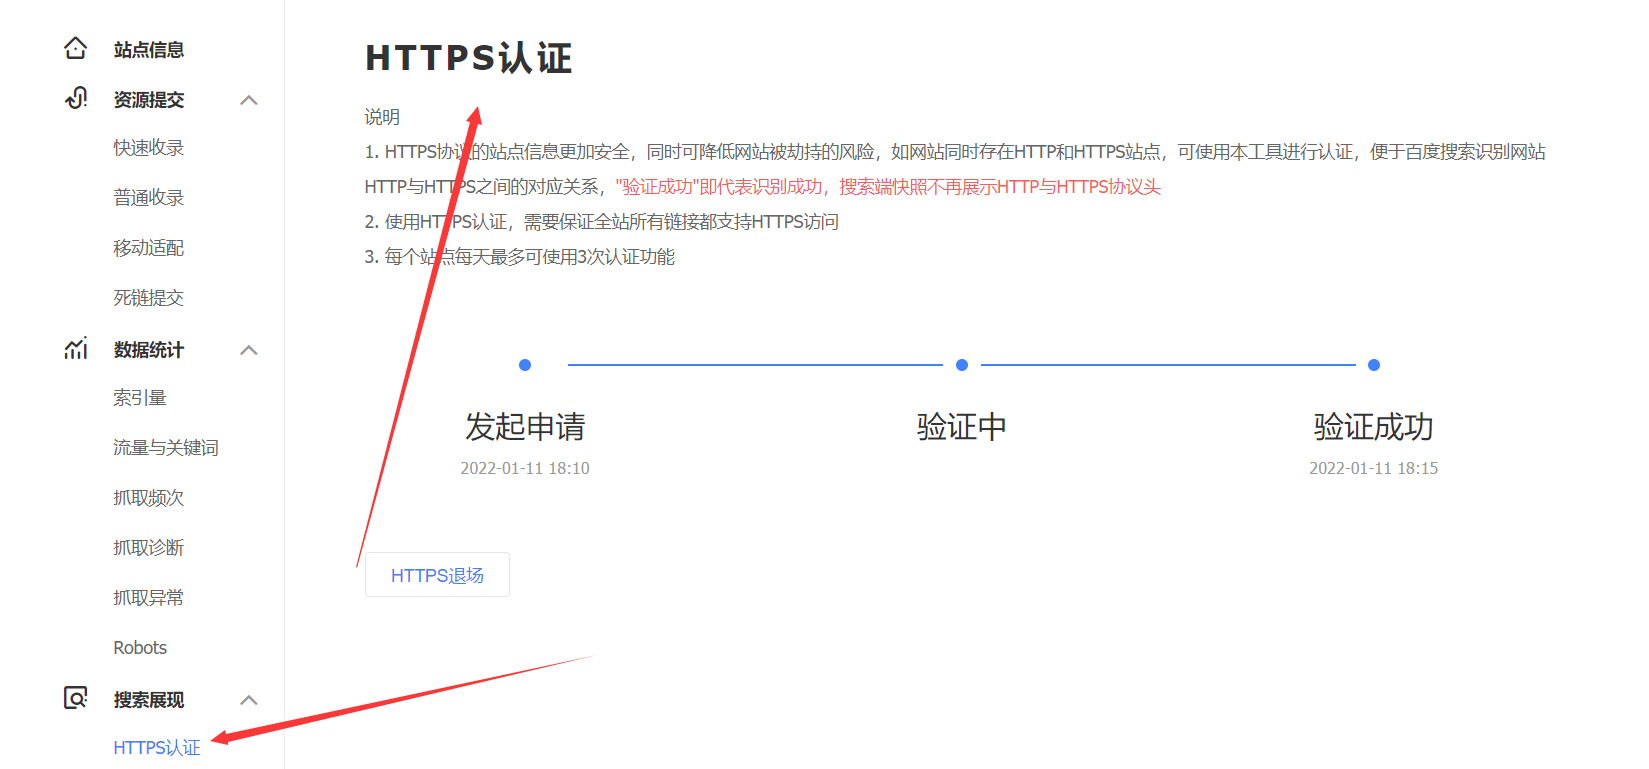 站点信息
资源提交
快速收录
普通收录
移动适配
死链提交
数据统计
索引量
流量与关键词
抓取频次
抓取诊断
抓取异常
Robots
搜索展现
HTTPS认证
HTTPS认证
说明
1. HTTPS协议的站点信息更加安全，同时可降低网站被劫持的风险，如网站同时存在HTTP和HTTPS站点，可使用本工具进行认证，便于百度搜索识别网站
HTTP与HTTPS之间的对应关系，"验证成功"即代表识别成功，搜索端快照不再展示HTTP与HTTPS协议头
2. 使用HTTPS认证，需要保证全站所有链接都支持HTTPS访问
3. 每个站点每天最多可使用3次认证功能
发起申请
2022-01-11 18:10
验证中
验证成功
2022-01-11 18:15
HTTPS退场